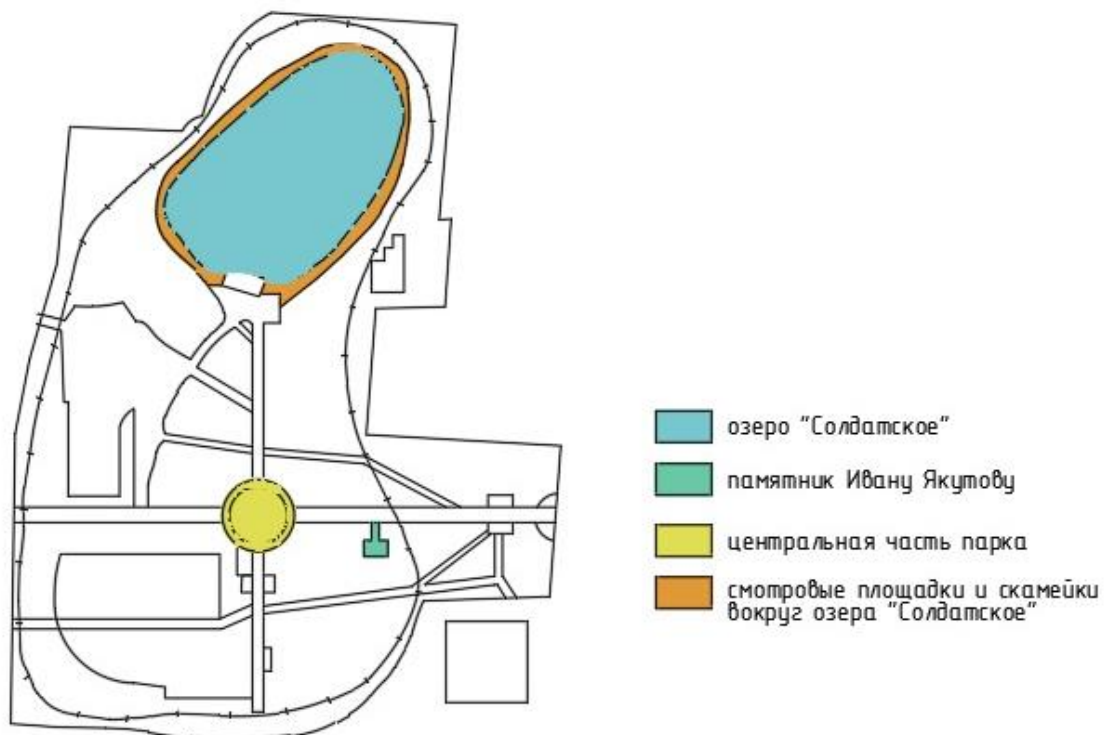 озеро "Солдатское"
памятник Ивану Якутову
центральная часть парка
смотровые площадки и скамейки
вокруг озера "Солдатское"